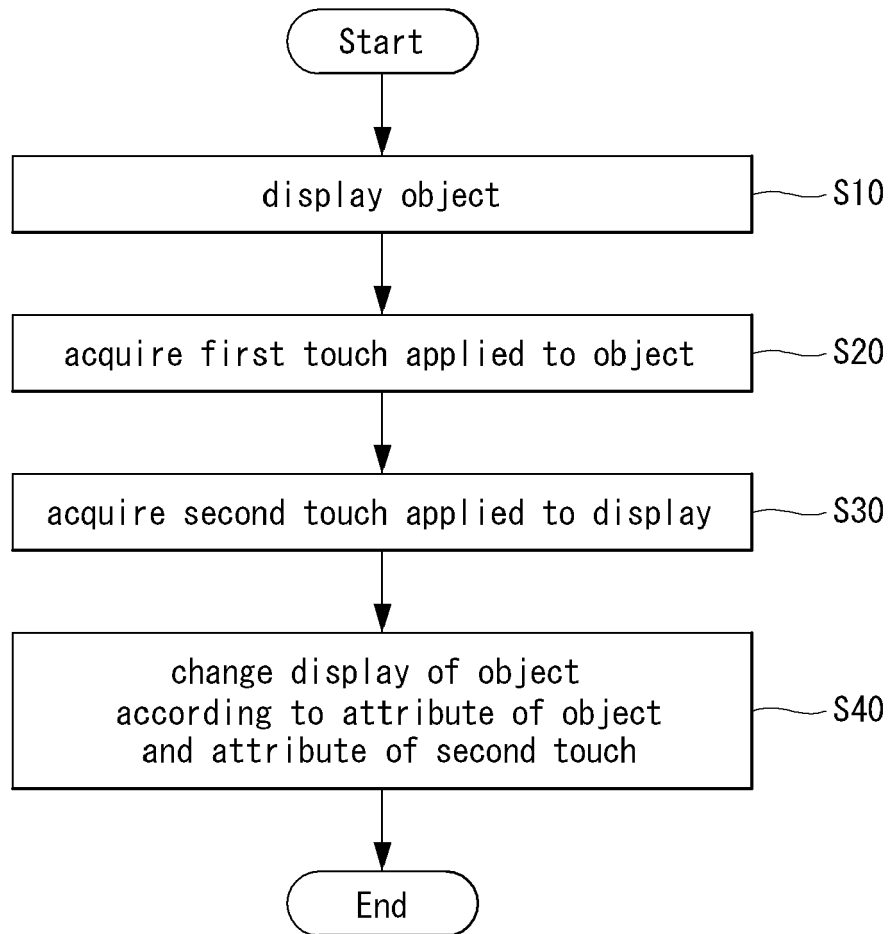 Start
display object
S10
acquire first touch applied to object
S20
acquire second touch applied to display
S30
change display of object
according to attribute of object
and attribute of second touch
S40
End